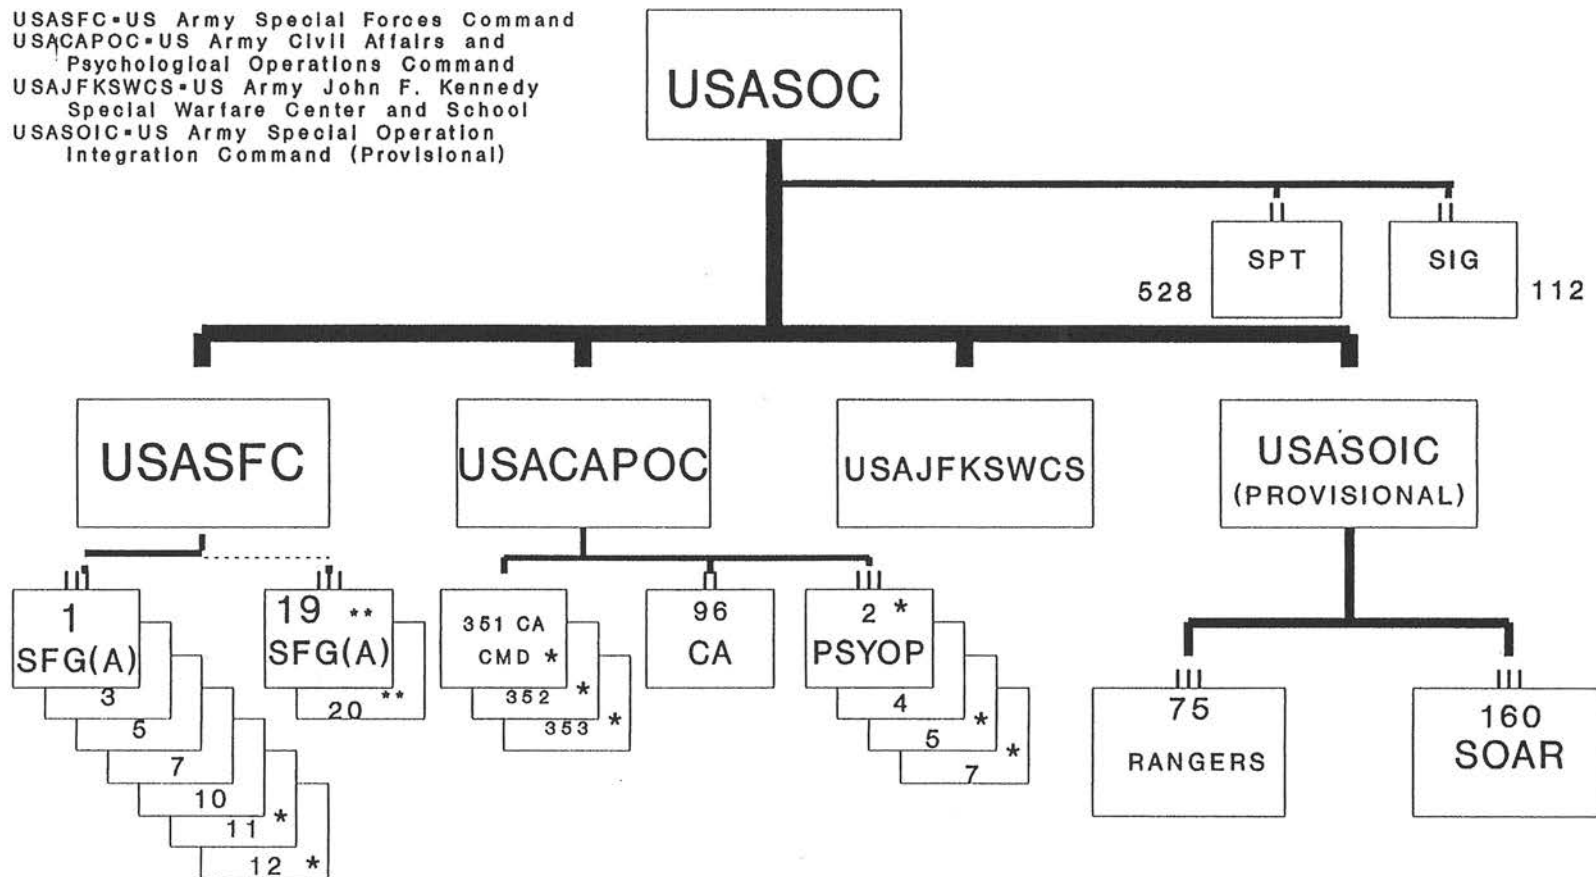 USASFC=US Army Special Forces Command
USACAPOC=US Army Civil Affairs and
Psychological Operations Command
USAJFKSWCS=US Army John F. Kennedy
Special Warfare Center and School
USASOIC=US Army Special Operation
Integration Command (Provisional)
USASOC
SPT
SIG
528
112
USASFC
USACAPOC
USAJFKSWCS
USASOIC
(PROVISIONAL)
1
SFG(A)
3
5
7
10
11 *
12 *
19 **
SFG(A)
20 **
351 CA
CMD *
352 *
353 *
96
CA
2 *
PSYOP
4
5 *
7 *
75
RANGERS
160
SOAR